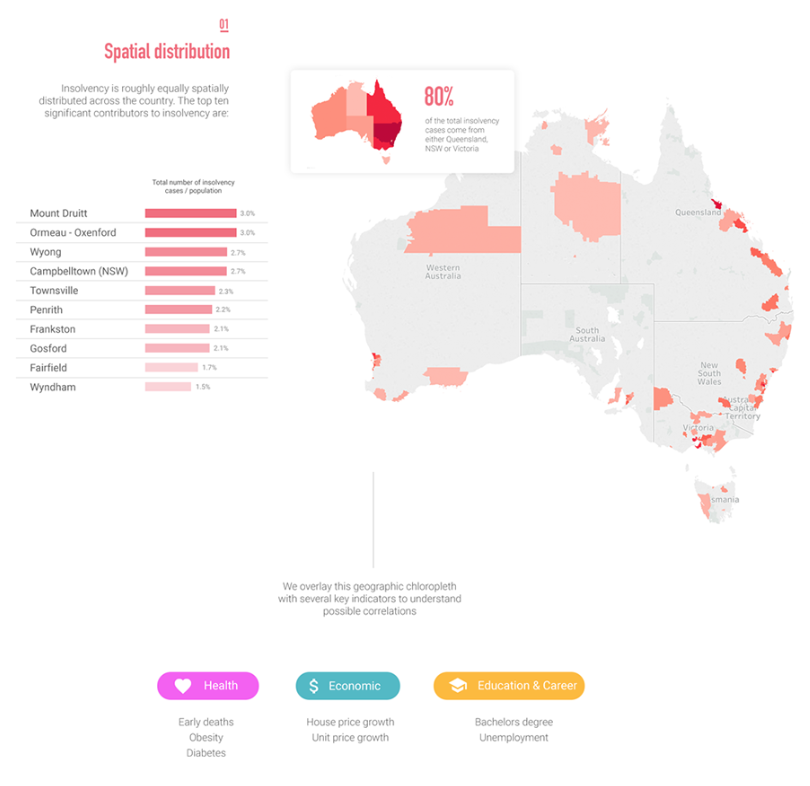 01
Spatial distribution
Insolvency is roughly equally spatially
distributed across the country. The top ten
significant contributors to insolvency are:
80%
of the total insolvency
cases come from
either Queensland,
NSW or Victoria
Total number of insolvency
cases / population
Mount Druitt 3.0%
Ormeau - Oxenford 3.0%
Wyong 2.7%
Campbelltown (NSW) 2.7%
Townsville 2.3%
Penrith 2.2%
Frankston 2.1%
Gosford 2.1%
Fairfield 1.7%
Wyndham 1.5%
Queensland
Western
Australia
South
Australia
New
South
Wales
Austra
Capital
Territory
Victoria
smania
We overlay this geographic chloropleth
with several key indicators to understand
possible correlations
Health
$ Economic
Education & Career
Early deaths
Obesity
Diabetes
House price growth
Unit price growth
Bachelors degree
Unemployment